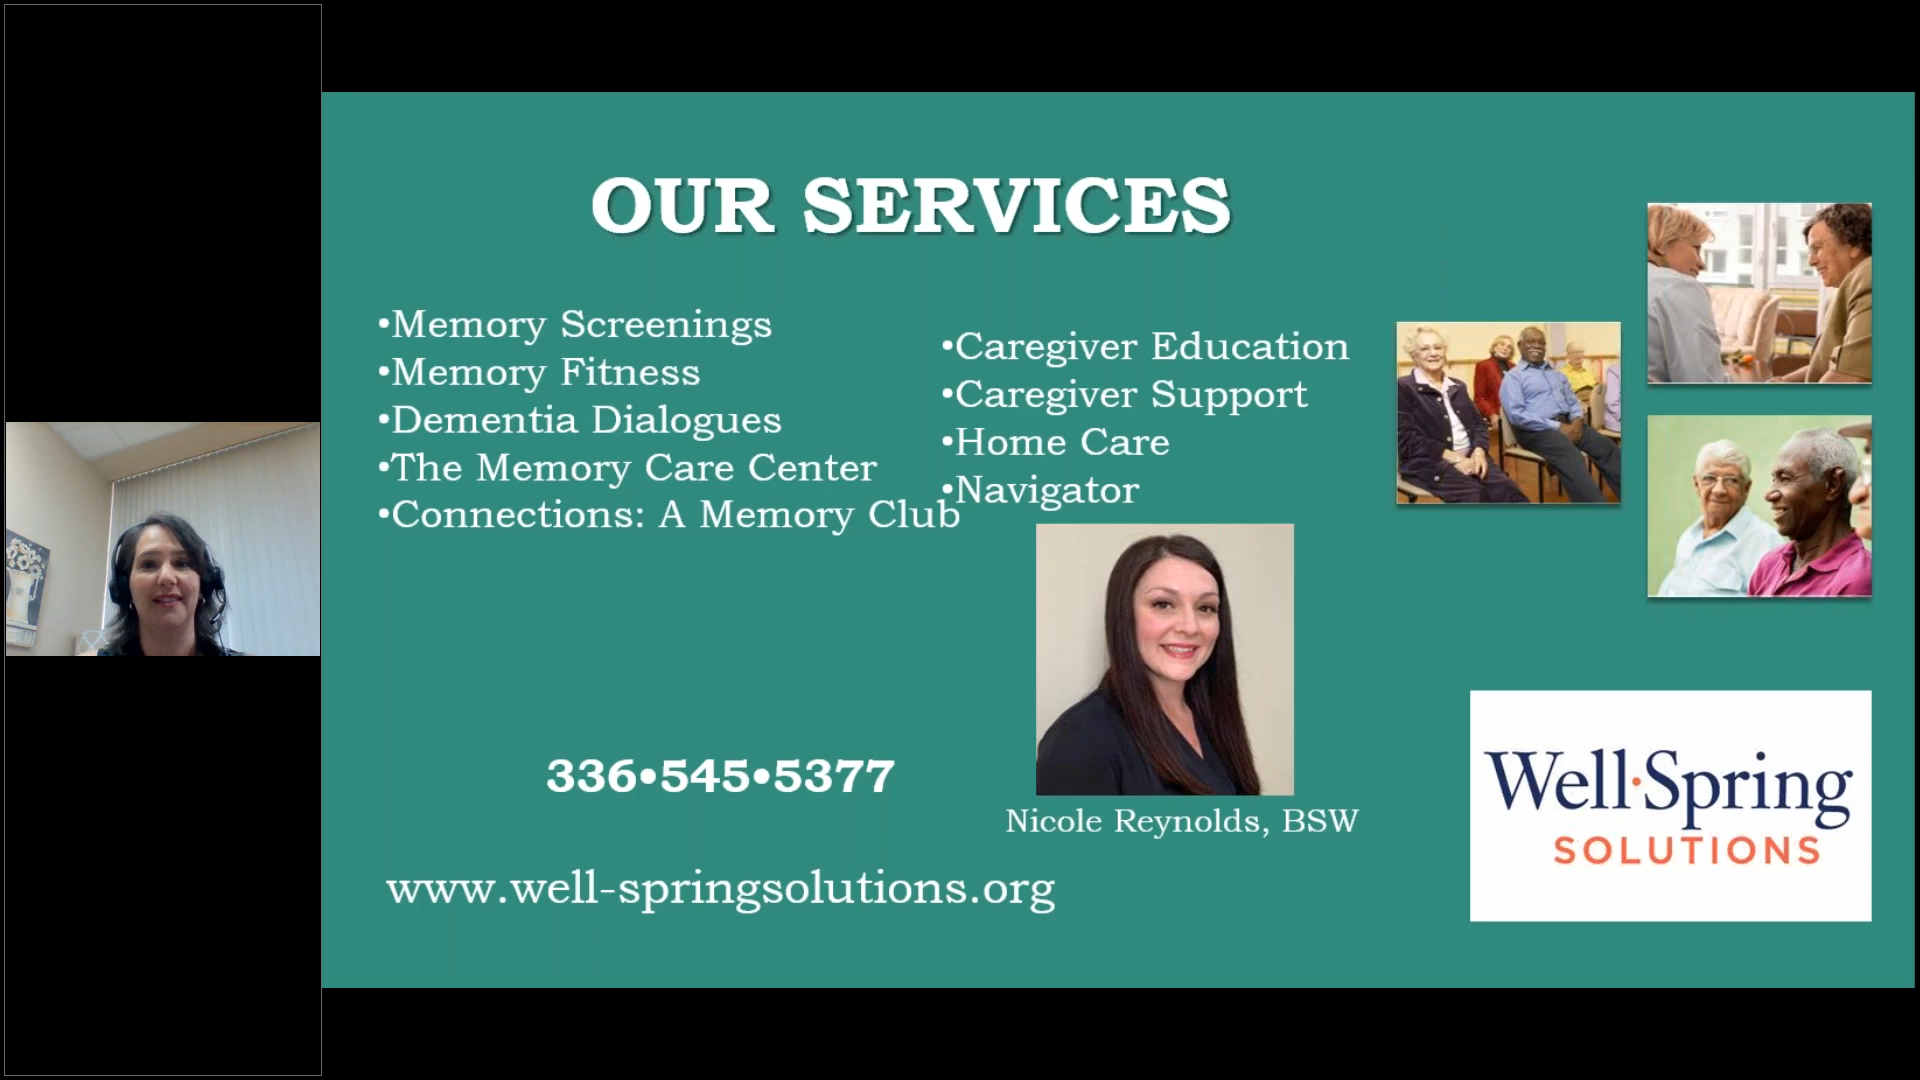 OUR SERVICES
•Memory Screenings
•Memory Fitness
•Dementia Dialogues
•The Memory Care Center
•Connections: A Memory Club
•Caregiver Education
•Caregiver Support
•Home Care
•Navigator
336•545•5377
Nicole Reynolds, BSW
www.well-springsolutions.org
Well·Spring
SOLUTIONS